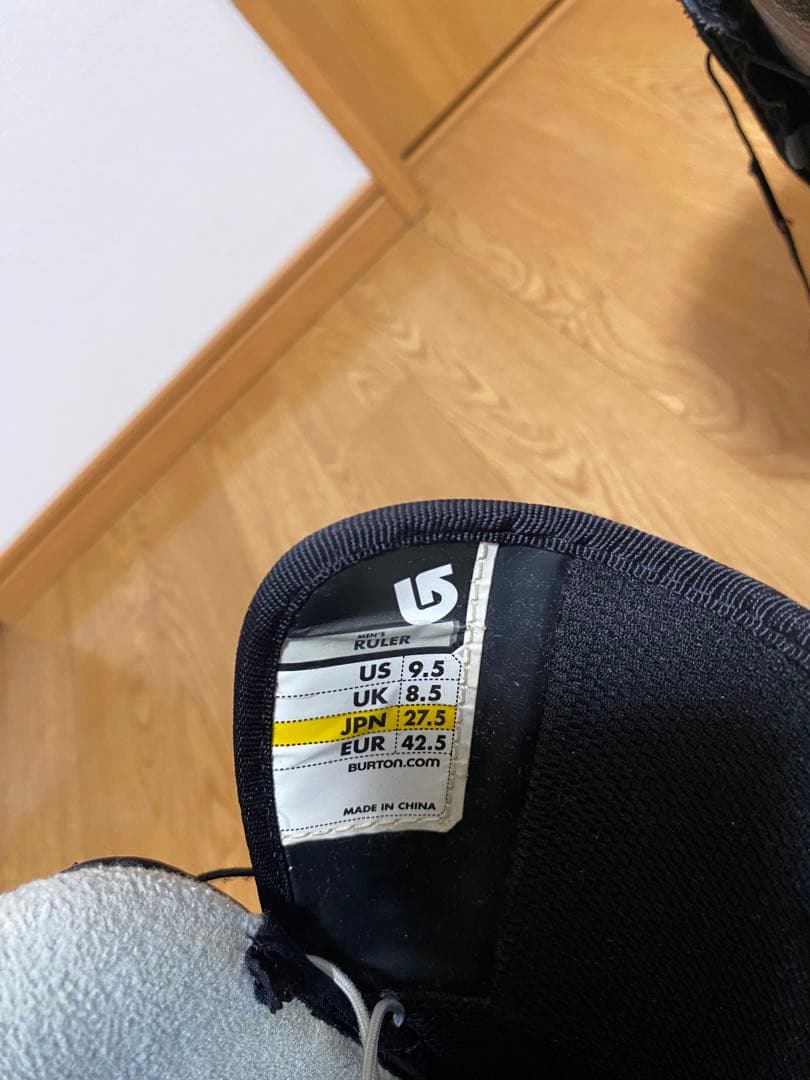 MEN'S
RULER
US 9.5
UK 8.5
JPN 27.5
EUR 42.5
BURTON.COM
MADE IN CHINA